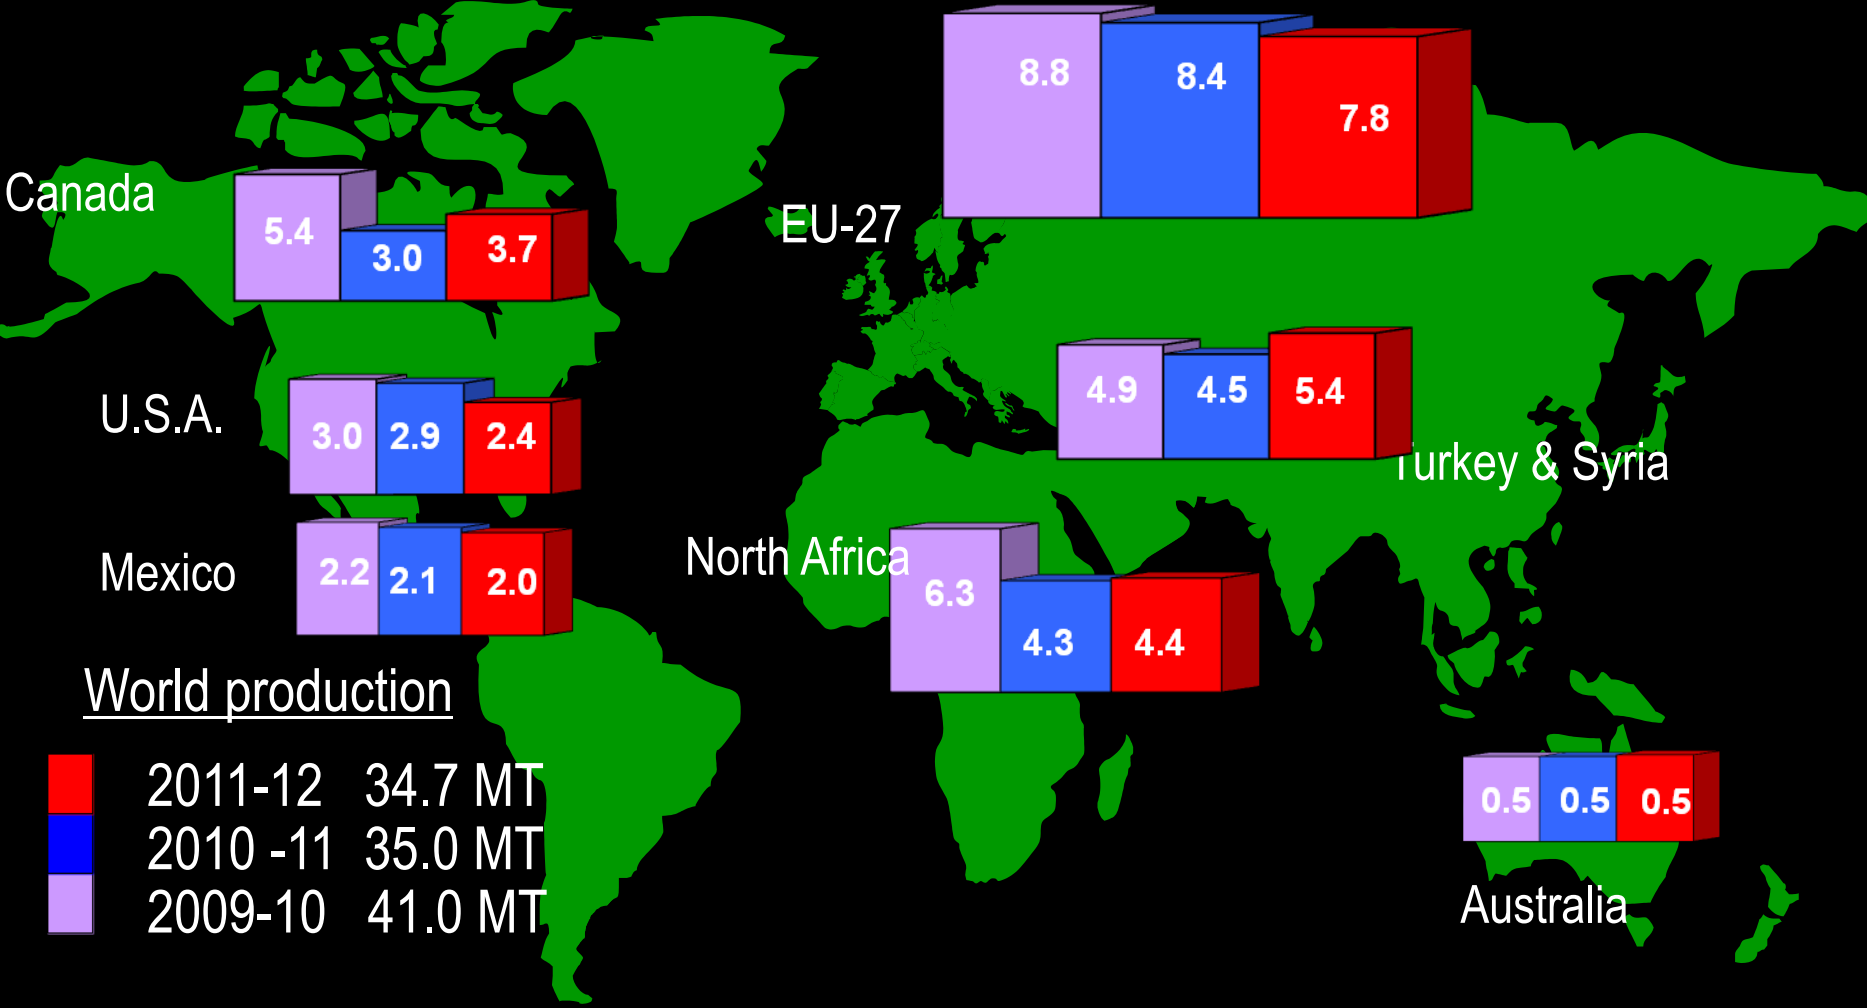 8.8 8.4 7.8
Canada
5.4 3.0 3.7
EU-27
4.9 4.5 5.4
Turkey & Syria
U.S.A.
3.0 2.9 2.4
Mexico
2.2 2.1 2.0
North Africa
6.3 4.3 4.4
World production
2011-12 34.7 MT
2010 -11 35.0 MT
2009-10 41.0 MT
0.5 0.5 0.5
Australia